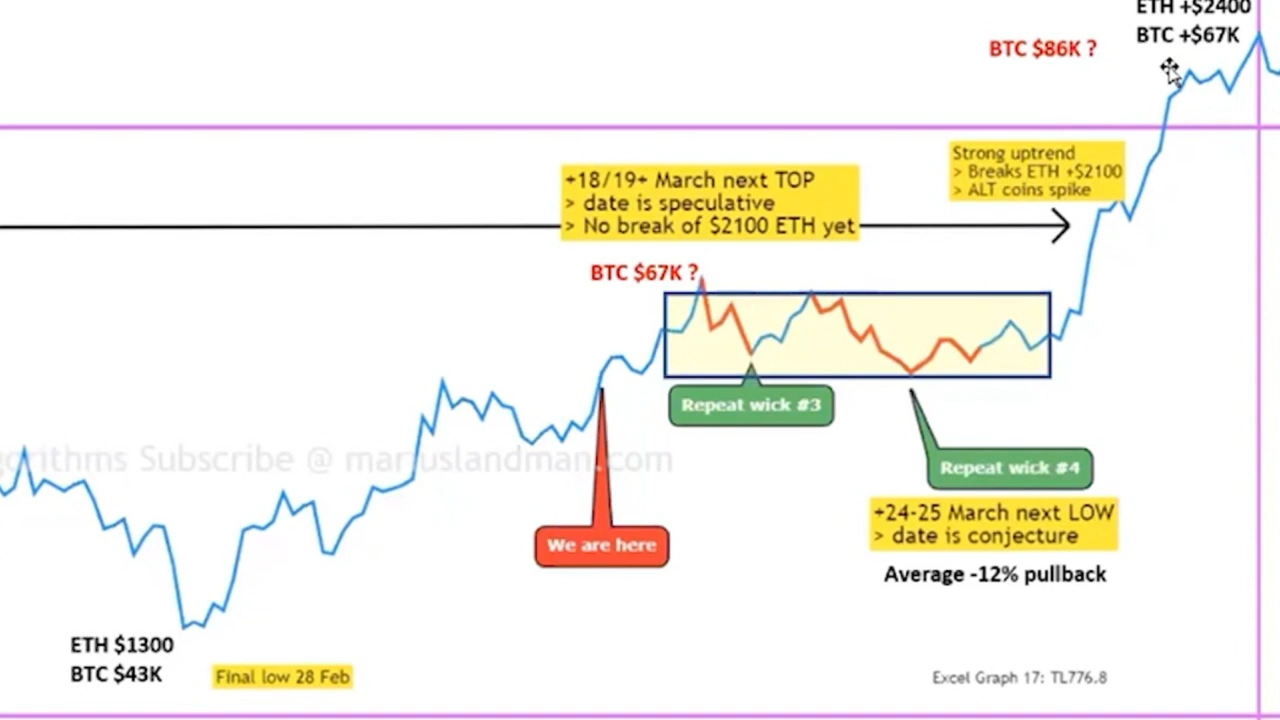 ETH +$2400
BTC +$67K
BTC $86K ?
Strong uptrend
> Breaks ETH +$2100
> ALT coins spike
+18/19+ March next TOP
> date is speculative
> No break of $2100 ETH yet
BTC $67K ?
Repeat wick #3
Subscribe @ mariuslandman.com
Repeat wick #4
+24-25 March next LOW
> date is conjecture
We are here
Average -12% pullback
ETH $1300
BTC $43K
Final low 28 Feb
Excel Graph 17: TL776.8